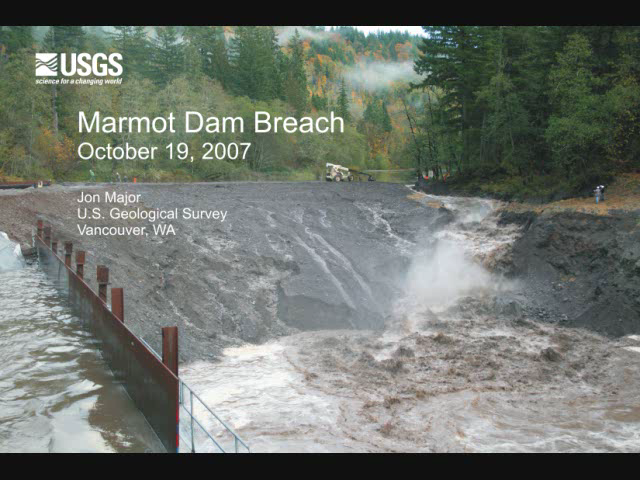 USGS
science for a changing world
Marmot Dam Breach
October 19, 2007
Jon Major
U.S. Geological Survey
Vancouver, WA